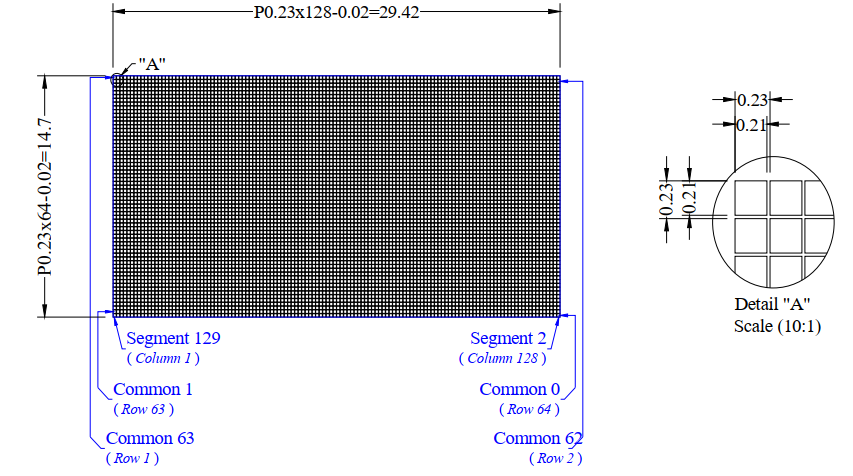 P0.23x128-0.02=29.42
"A"
P0.23x64-0.02=14.7
0.23
0.21
0.23
0.21
Detail "A"
Scale (10:1)
Segment 129
( Column 1 )
Segment 2
( Column 128 )
Common 1
( Row 63 )
Common 0
( Row 64 )
Common 63
( Row 1 )
Common 62
( Row 2 )